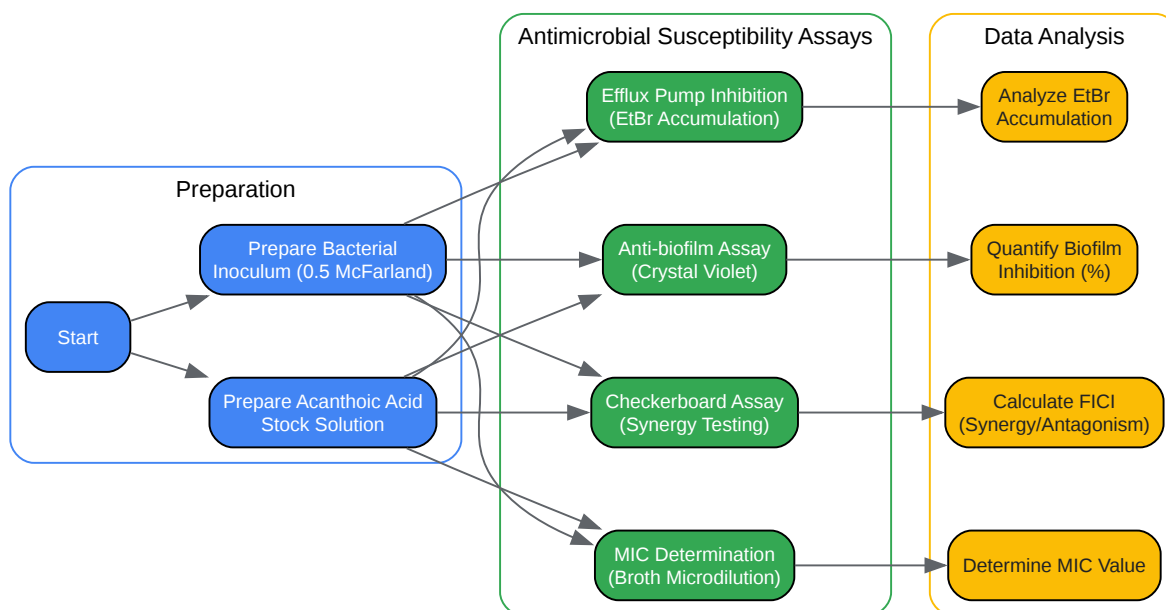 Preparation
Start
Prepare Bacterial
Inoculum (0.5 McFarland)
Prepare Acanthoic Acid
Stock Solution
Antimicrobial Susceptibility Assays
Efflux Pump Inhibition
(EtBr Accumulation)
Anti-biofilm Assay
(Crystal Violet)
Checkerboard Assay
(Synergy Testing)
MIC Determination
(Broth Microdilution)
Data Analysis
Analyze EtBr
Accumulation
Quantify Biofilm
Inhibition (%)
Calculate FICI
(Synergy/Antagonism)
Determine MIC Value